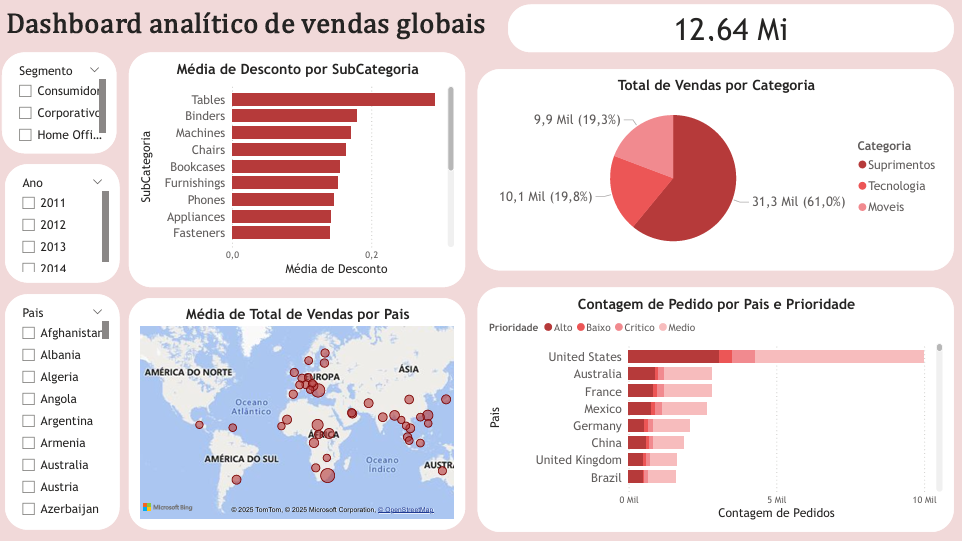 Dashboard analítico de vendas globais
12,64 Mi
Segmento
Consumidor
Corporativo
Home Offi...
Ano
2011
2012
2013
2014
Pais
Afghanistan
Albania
Algeria
Angola
Argentina
Armenia
Australia
Austria
Azerbaijan
Média de Desconto por SubCategoria
SubCategoria
Tables
Binders
Machines
Chairs
Bookcases
Furnishings
Phones
Appliances
Fasteners
0,0 0,2
Média de Desconto
Média de Total de Vendas por Pais
AMÉRICA DO NORTE
EUROPA
ÁSIA
Oceano
Atlântico
ÁFRICA
AMÉRICA DO SUL
Oceano
Índico
AUSTRA
Microsoft Bing
© 2025 TomTom, © 2025 Microsoft Corporation, © OpenStreetMap
Total de Vendas por Categoria
9,9 Mil (19,3%)
10,1 Mil (19,8%)
31,3 Mil (61,0%)
Categoria
Suprimentos
Tecnologia
Moveis
Contagem de Pedido por Pais e Prioridade
Prioridade Alto Baixo Critico Medio
Pais
United States
Australia
France
Mexico
Germany
China
United Kingdom
Brazil
0 Mil 5 Mil 10 Mil
Contagem de Pedidos